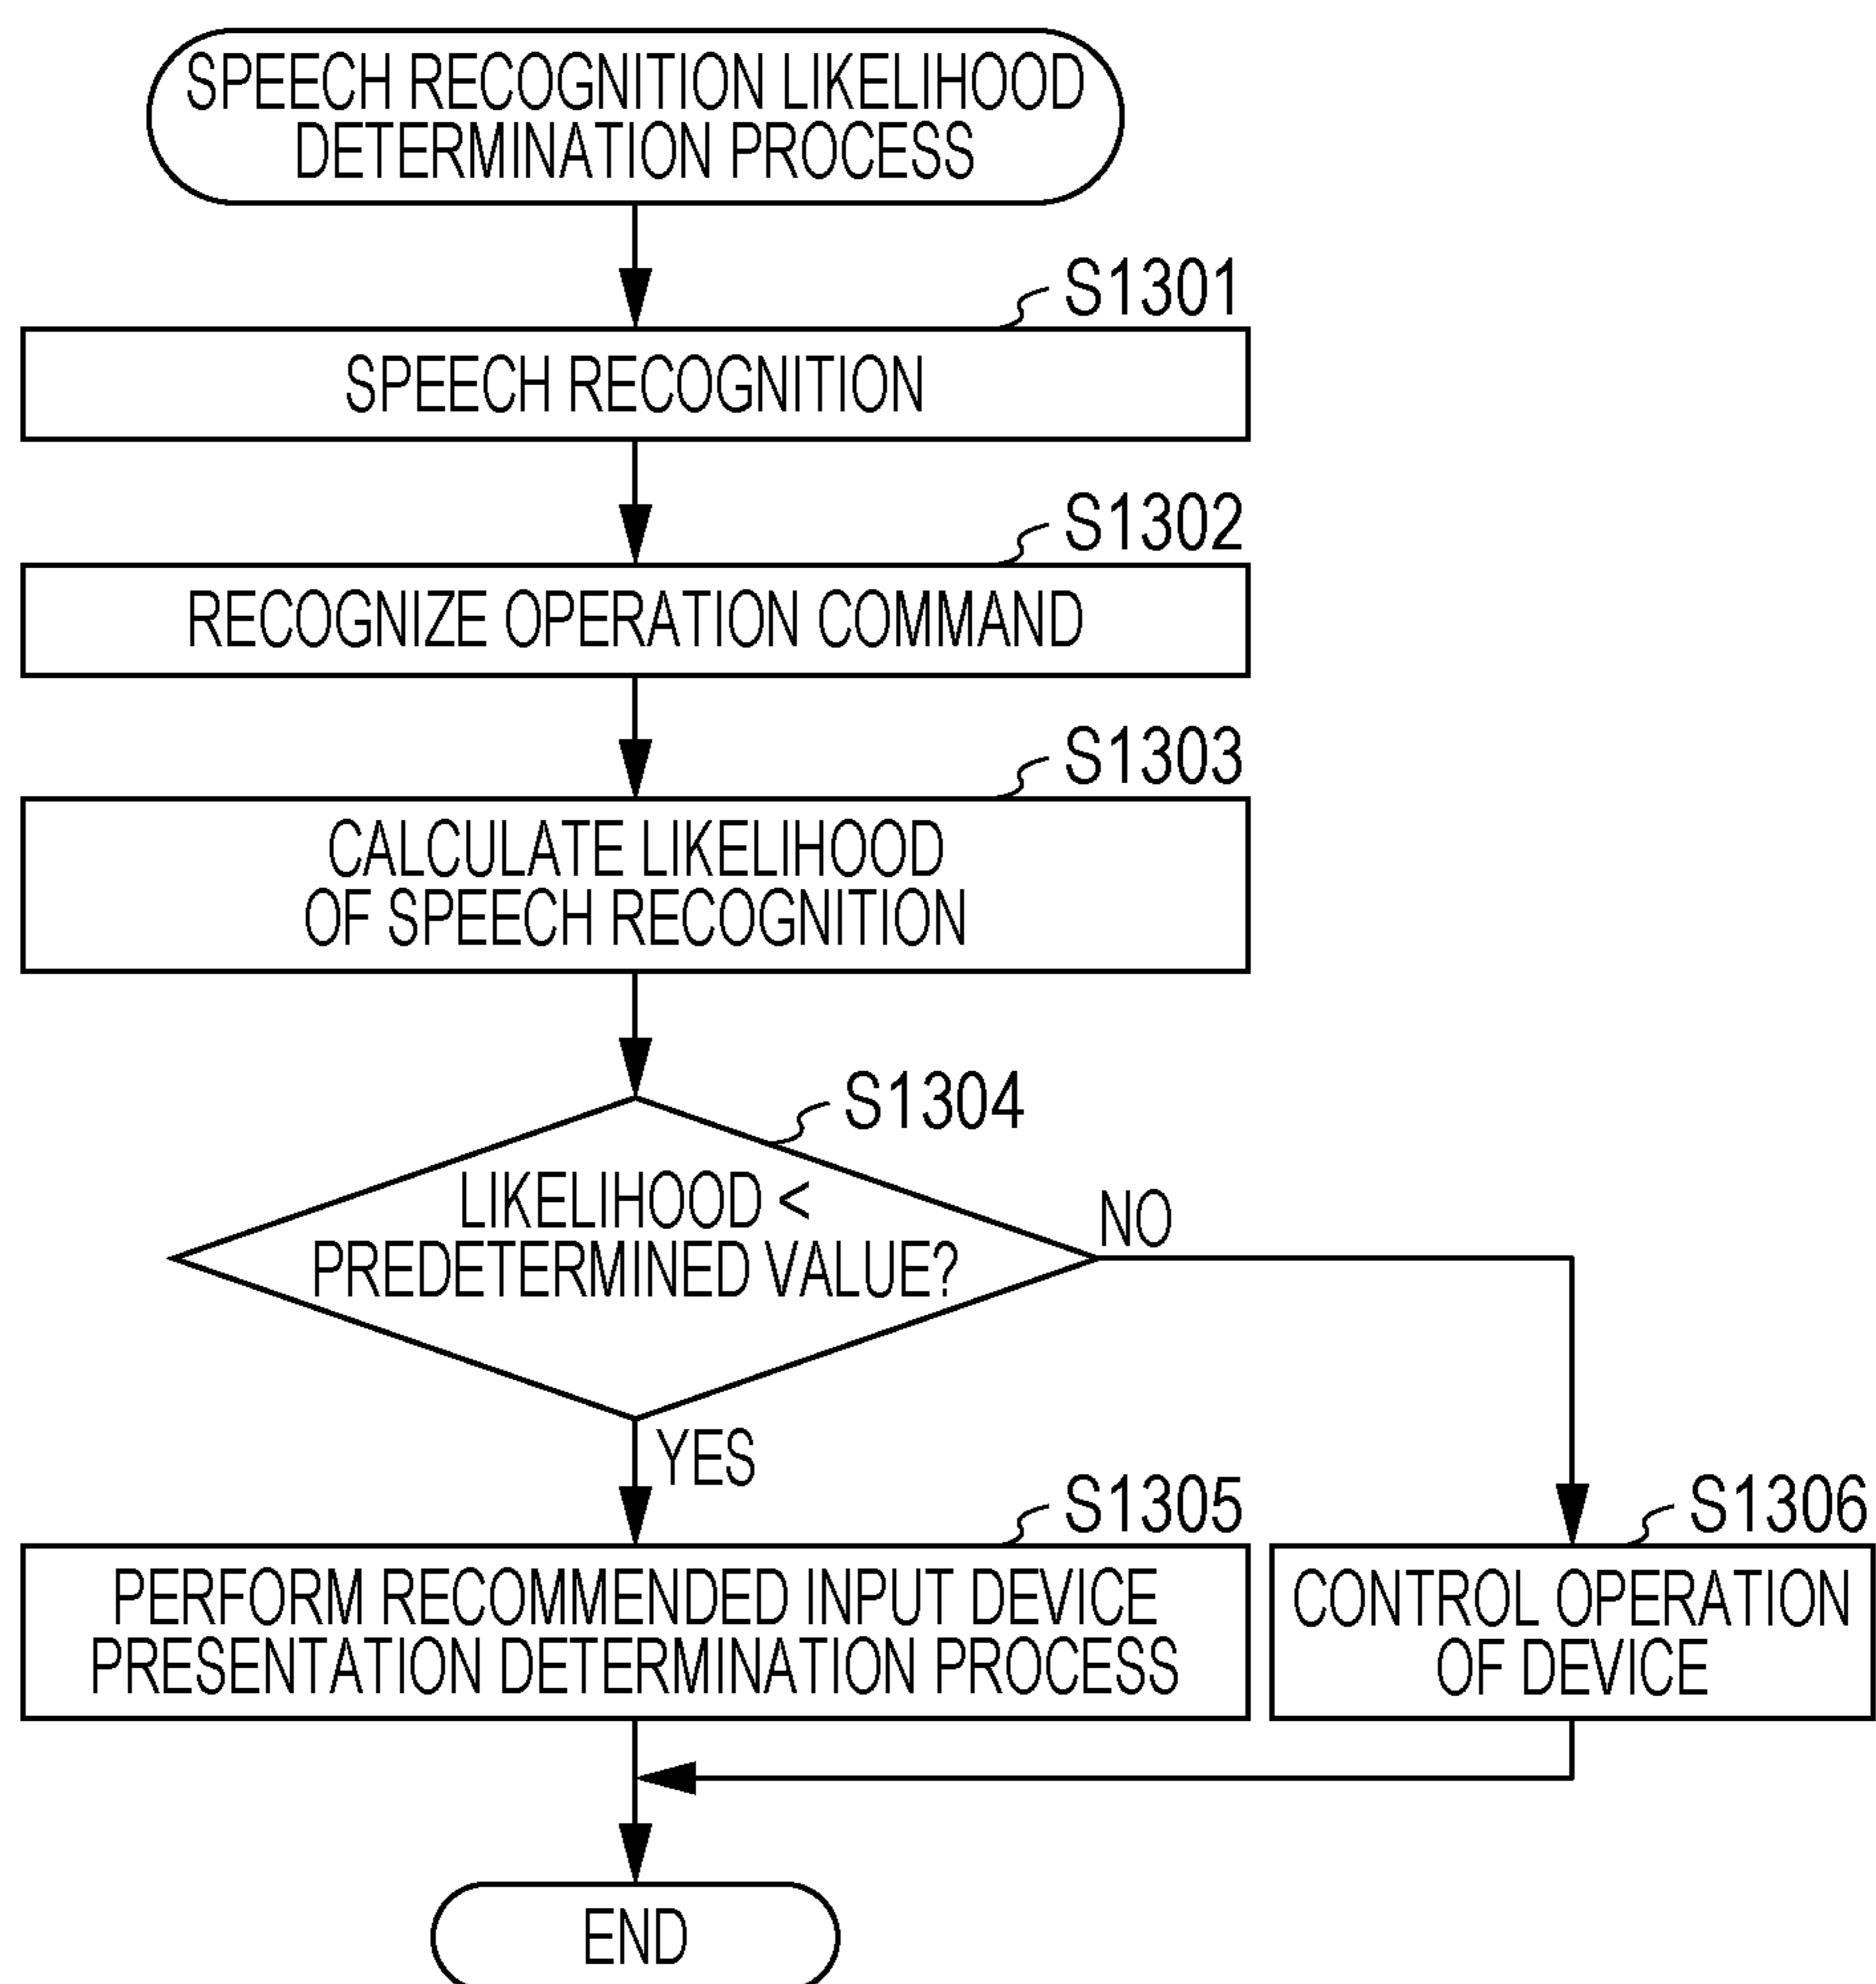 SPEECH RECOGNITION LIKELIHOOD
DETERMINATION PROCESS
S1301
SPEECH RECOGNITION
S1302
RECOGNIZE OPERATION COMMAND
S1303
CALCULATE LIKELIHOOD
OF SPEECH RECOGNITION
S1304
LIKELIHOOD <
PREDETERMINED VALUE?
NO
YES
S1305
PERFORM RECOMMENDED INPUT DEVICE
PRESENTATION DETERMINATION PROCESS
S1306
CONTROL OPERATION
OF DEVICE
END